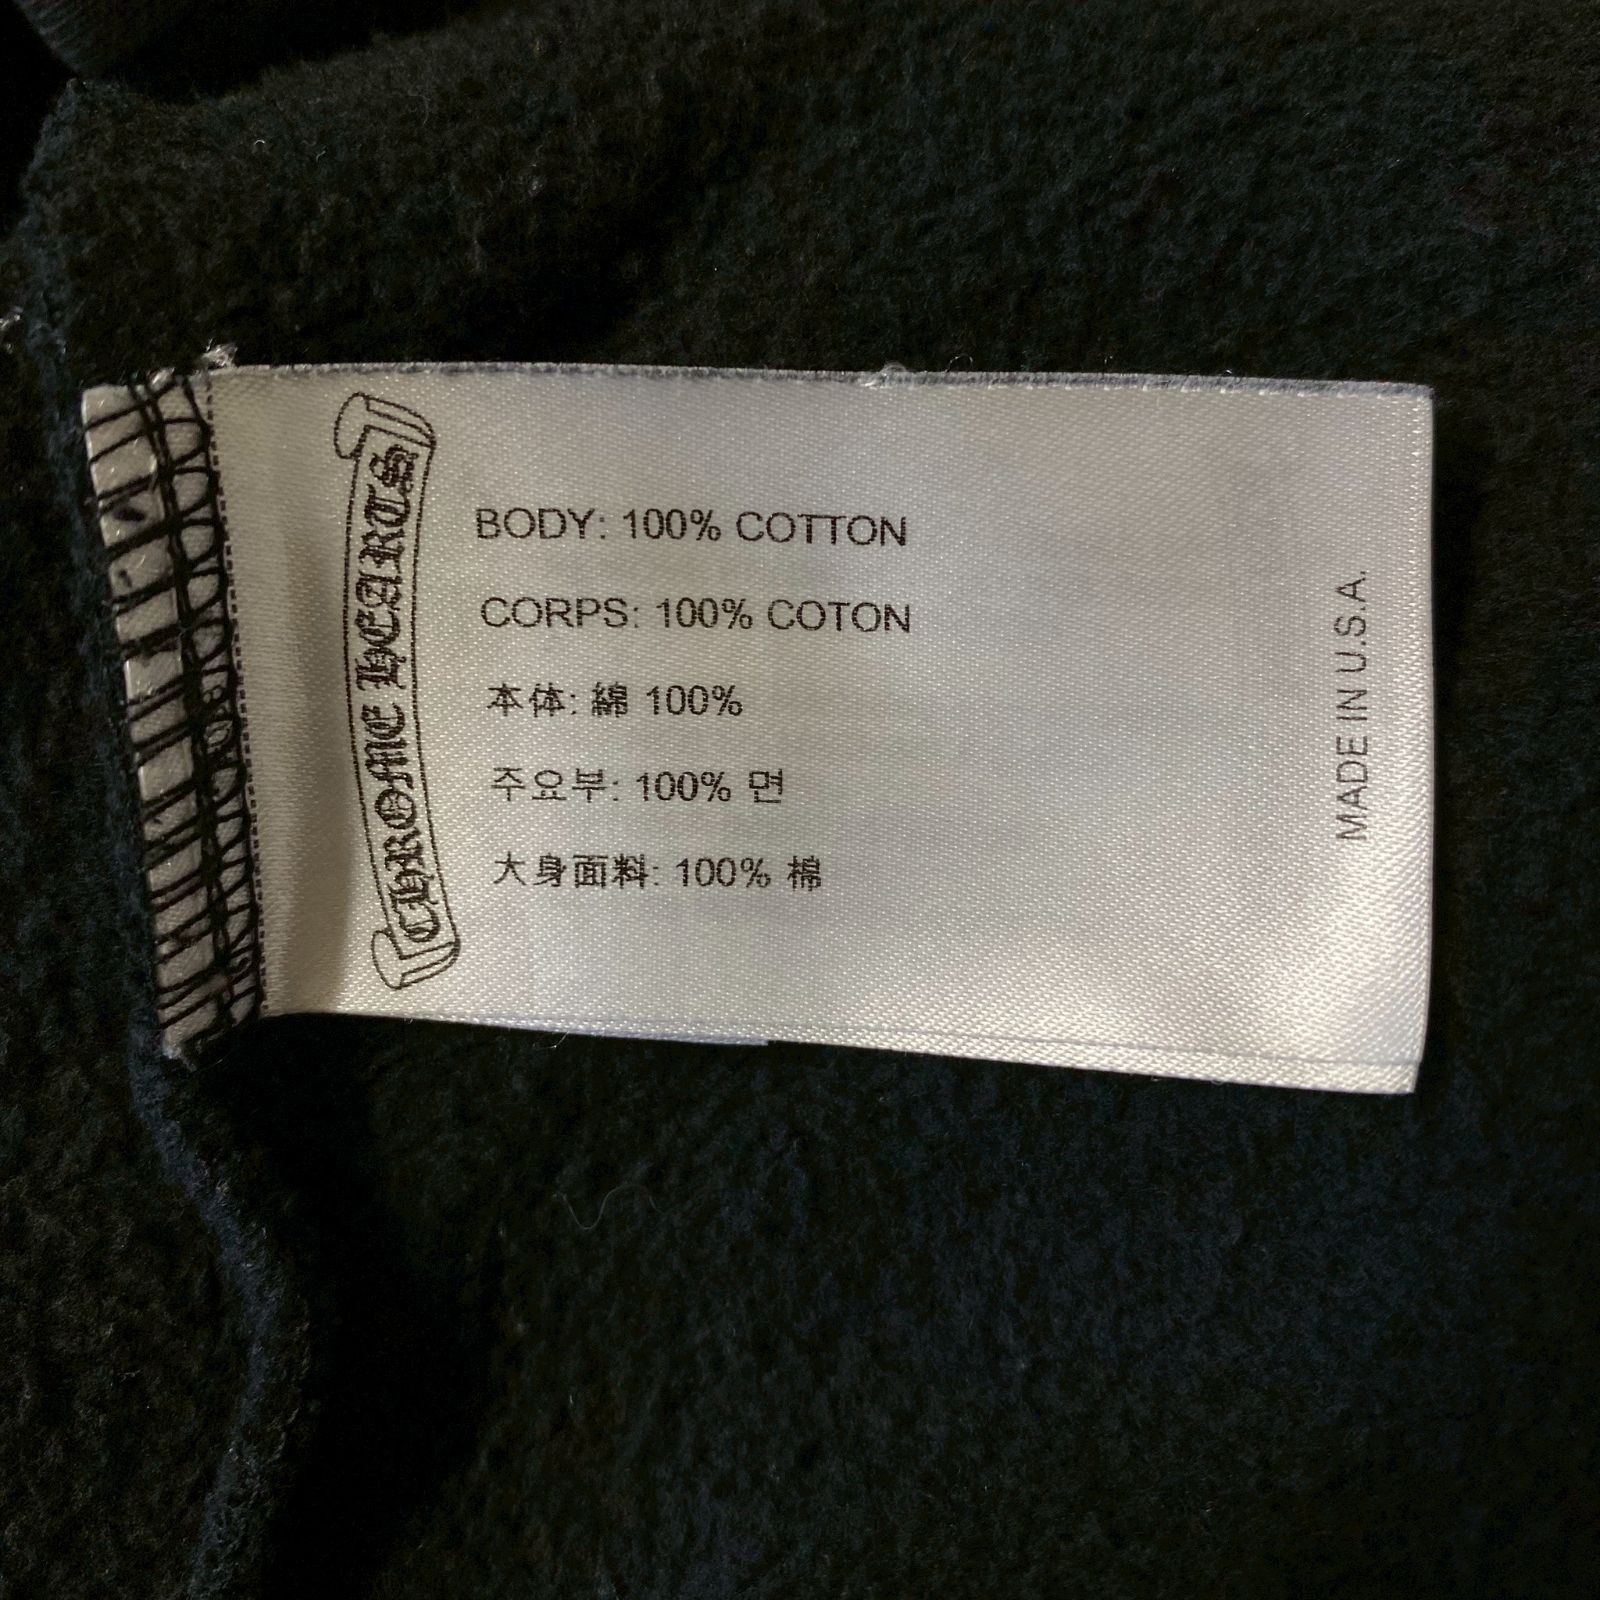 CHROME HEARTS
BODY: 100% COTTON
CORPS: 100% COTON
本体: 綿 100%
주요부: 100% 면
大身面料: 100% 棉
MADE IN U.S.A.